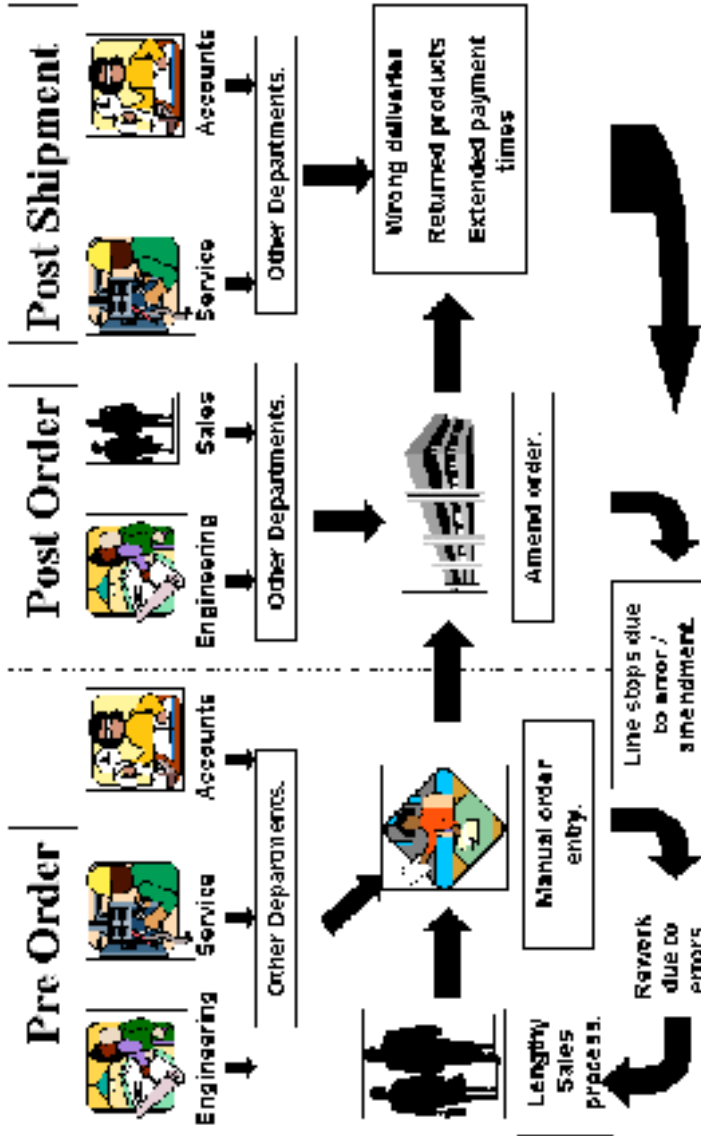 Pre Order
Post Order
Post Shipment
Engineering
Service
Accounts
Engineering
Sales
Service
Accounts
Other Departments.
Other Departments.
Other Departments.
Lengthy
Sales
process.
Manual order
entry.
Amend order.
Wrong deliveries
Returned products
Extended payment
times
Rework
due to
errors
Line stops due
to error /
amendment.